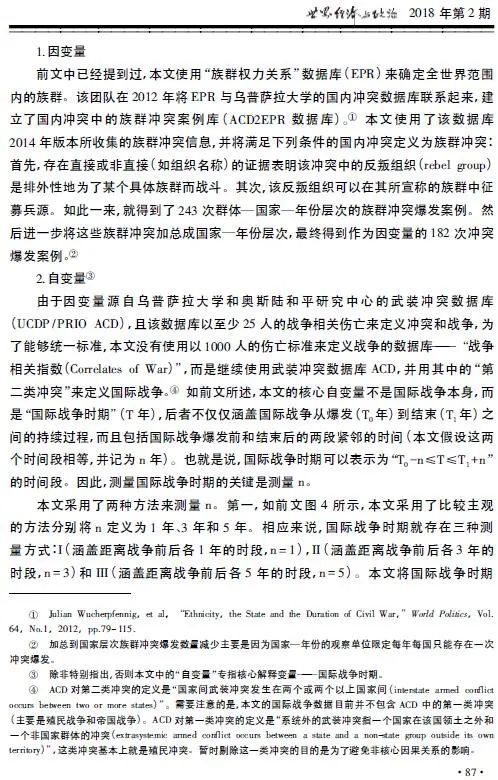 世界经济与政治 2018 年第 2 期
1. 因变量
前文中已经提到过,本文使用“族群权力关系”数据库(EPR)来确定全世界范围
内的族群。该团队在 2012 年将 EPR 与乌普萨拉大学的国内冲突数据库联系起来,建
立了国内冲突中的族群冲突案例库(ACD2EPR 数据库)。① 本文使用了该数据库
2014 年版本所收集的族群冲突信息,并将满足下列条件的国内冲突定义为族群冲突:
首先,存在直接或非直接(如组织名称)的证据表明该冲突中的反叛组织(rebel group)
是排外性地为了某个具体族群而战斗。其次,该反叛组织可以在其所宣称的族群中征
募兵源。如此一来,就得到了 243 次群体—国家—年份层次的族群冲突爆发案例。然
后进一步将这些族群冲突加总成国家—年份层次,最终得到作为因变量的 182 次冲突
爆发案例。②
2. 自变量③
由于因变量源自乌普萨拉大学和奥斯陆和平研究中心的武装冲突数据库
(UCDP/PRIO ACD),且该数据库以至少 25 人的战争相关伤亡来定义冲突和战争,为
了能够统一标准,本文没有使用以 1000 人的伤亡标准来定义战争的数据库——“战争
相关指数(Correlates of War)”,而是继续使用武装冲突数据库 ACD,并用其中的“第
二类冲突”来定义国际战争。④ 如前文所述,本文的核心自变量不是国际战争本身,而
是“国际战争时期”(T 年),后者不仅仅涵盖国际战争从爆发(T₀年)到结束(T₁年)之
间的持续过程,而且包括国际战争爆发前和结束后的两段紧邻的时间(本文假设这两
个时间段相等,并记为 n 年)。也就是说,国际战争时期可以表示为“T₀-n≤T≤T₁+n”
的时间段。因此,测量国际战争时期的关键是测量 n。
本文采用了两种方法来测量 n。第一,如前文图 4 所示,本文采用了比较主观
的方法分别将 n 定义为 1 年、3 年和 5 年。相应来说,国际战争时期就存在三种测
量方式:I(涵盖距离战争前后各 1 年的时段,n=1),II(涵盖距离战争前后各 3 年的
时段,n=3)和 III(涵盖距离战争前后各 5 年的时段,n=5)。本文将国际战争时期
① Julian Wucherpfennig, et al, “Ethnicity, the State and the Duration of Civil War,” World Politics, Vol.
64, No.1, 2012, pp.79-115.
② 加总到国家层次族群冲突爆发数量减少主要是因为国家—年份的观察单位限定每年每国只能存在一次
冲突爆发。
③ 除非特别指出,否则本文中的“自变量”专指核心解释变量——国际战争时期。
④ ACD 对第二类冲突的定义是“国家间武装冲突发生在两个或两个以上国家间(interstate armed conflict
occurs between two or more states)”。需要注意的是,本文的国际战争数据目前并不包含 ACD 中的第一类冲突
(主要是殖民战争和帝国战争)。ACD 对第一类冲突的定义是“系统外的武装冲突指一个国家在该国领土之外和
一个非国家群体的冲突(extrasystemic armed conflict occurs between a state and a non-state group outside its own
territory)”,这类冲突基本上就是殖民冲突。暂时剔除这一类冲突的目的是为了避免非核心因果关系的影响。
·87·